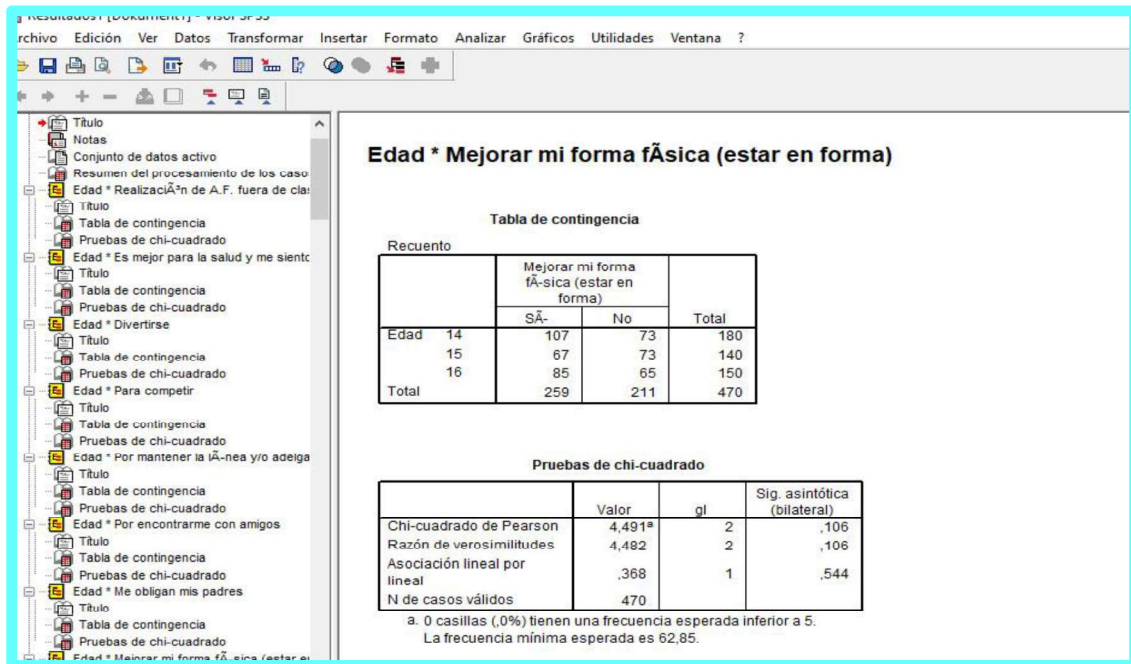 Resultados1 [Dokument1] - Visor SPSS
rchivo Edición Ver Datos Transformar Insertar Formato Analizar Gráficos Utilidades Ventana ?
Título
Notas
Conjunto de datos activo
Resumen del procesamiento de los caso
Edad * RealizaciÃ³n de A.F. fuera de clas
Título
Tabla de contingencia
Pruebas de chi-cuadrado
Edad * Es mejor para la salud y me siento
Título
Tabla de contingencia
Pruebas de chi-cuadrado
Edad * Divertirse
Título
Tabla de contingencia
Pruebas de chi-cuadrado
Edad * Para competir
Título
Tabla de contingencia
Pruebas de chi-cuadrado
Edad * Por mantener la lÃ-nea y/o adelga
Título
Tabla de contingencia
Pruebas de chi-cuadrado
Edad * Por encontrarme con amigos
Título
Tabla de contingencia
Pruebas de chi-cuadrado
Edad * Me obligan mis padres
Título
Tabla de contingencia
Pruebas de chi-cuadrado
Edad * Mejorar mi forma fÃ-sica (estar e
Edad * Mejorar mi forma fÃsica (estar en forma)
Tabla de contingencia
Recuento
Mejorar mi forma
fÃ-sica (estar en
forma)
SÃ- No Total
Edad 14 107 73 180
15 67 73 140
16 85 65 150
Total 259 211 470
Pruebas de chi-cuadrado
Valor gl Sig. asintótica
(bilateral)
Chi-cuadrado de Pearson 4,491ª 2 ,106
Razón de verosimilitudes 4,482 2 ,106
Asociación lineal por
lineal ,368 1 ,544
N de casos válidos 470
a. 0 casillas (,0%) tienen una frecuencia esperada inferior a 5.
La frecuencia mínima esperada es 62,85.